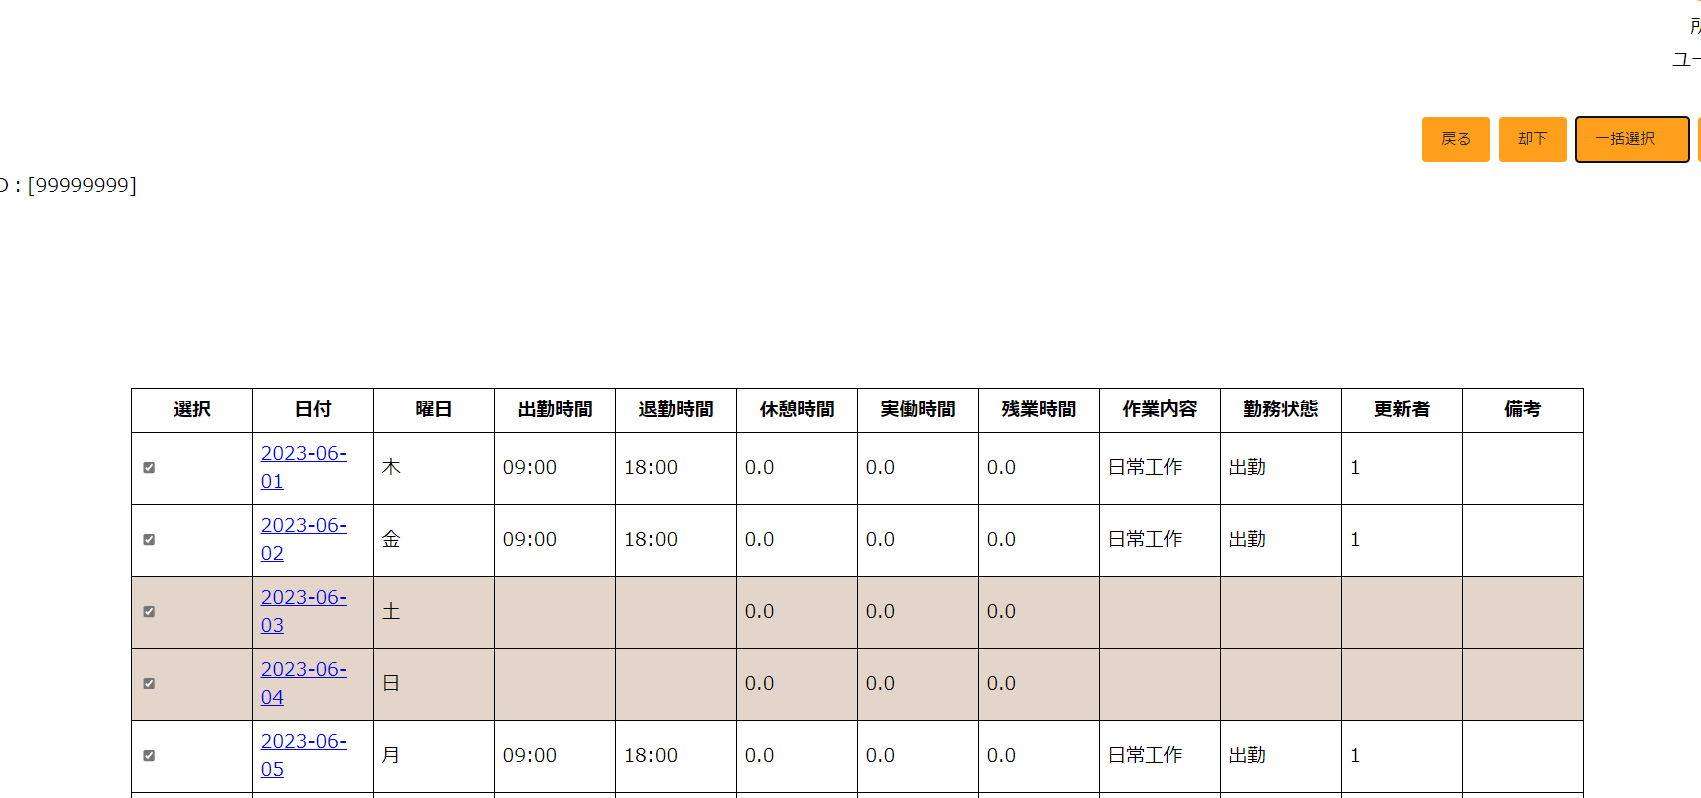 所
ユー
戻る 却下 一括選択
D：[99999999]
選択 日付 曜日 出勤時間 退勤時間 休憩時間 実働時間 残業時間 作業内容 勤務状態 更新者 備考
2023-06-
01 木 09:00 18:00 0.0 0.0 0.0 日常工作 出勤 1
2023-06-
02 金 09:00 18:00 0.0 0.0 0.0 日常工作 出勤 1
2023-06-
03 土 0.0 0.0 0.0
2023-06-
04 日 0.0 0.0 0.0
2023-06-
05 月 09:00 18:00 0.0 0.0 0.0 日常工作 出勤 1